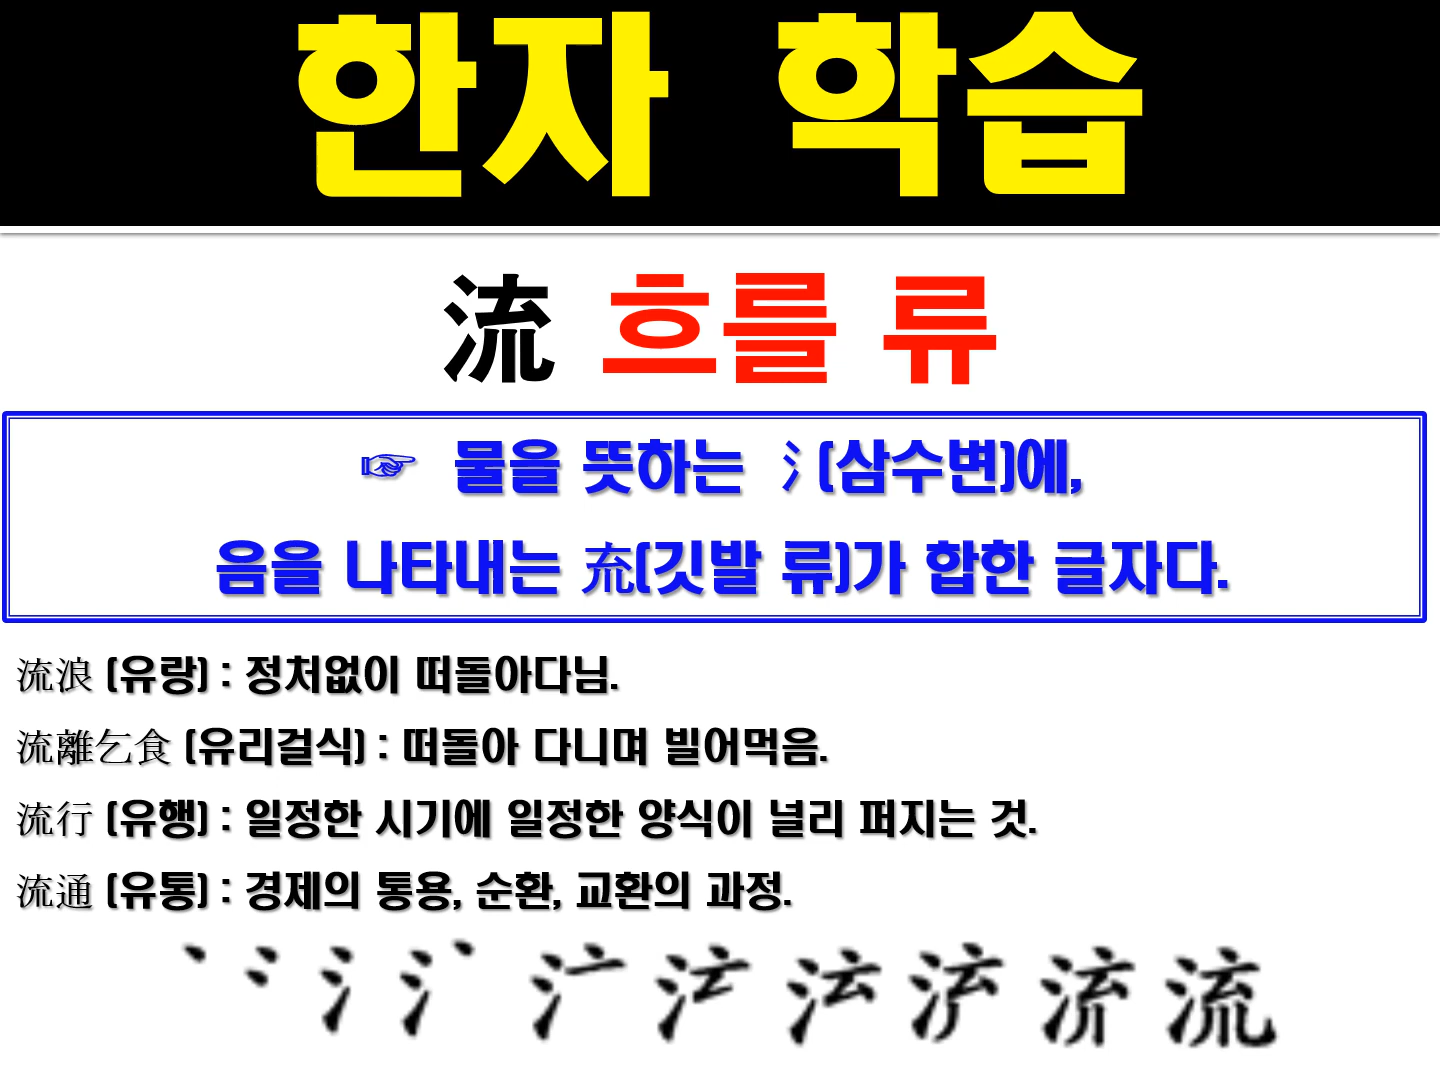 한자 학습
流 흐를 류
☞ 물을 뜻하는 氵(삼수변)에,
음을 나타내는 㐬(깃발 류)가 합한 글자다.
流浪 (유랑) : 정처없이 떠돌아다님.
流離乞食 (유리걸식) : 떠돌아 다니며 빌어먹음.
流行 (유행) : 일정한 시기에 일정한 양식이 널리 퍼지는 것.
流通 (유통) : 경제의 통용, 순환, 교환의 과정.
流